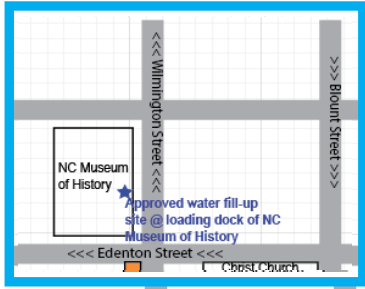 <<< Wilmington Street <<<
>>> Blount Street >>>
NC Museum
of History
Approved water fill-up
site @ loading dock of NC
Museum of History
<<< Edenton Street <<<
Christ Church